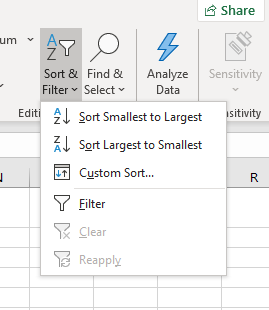 Share
um
Sort & Find & Analyze Sensitivity
Filter Select Data
Editi nsitivity
Sort Smallest to Largest
Sort Largest to Smallest
Custom Sort...
Filter
Clear
Reapply
N R